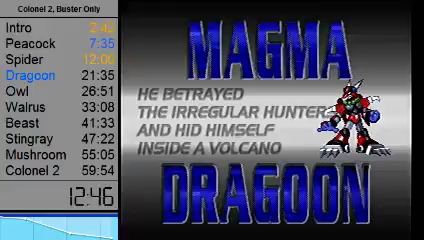 Colonel 2, Buster Only
Intro 2:42
Peacock 7:35
Spider 12:00
Dragoon 21:35
Owl 26:51
Walrus 33:08
Beast 41:33
Stingray 47:22
Mushroom 55:05
Colonel 2 59:54
12:46
MAGMA
HE BETRAYED
THE IRREGULAR HUNTER
AND HID HIMSELF
INSIDE A VOLCANO
DRAGOON